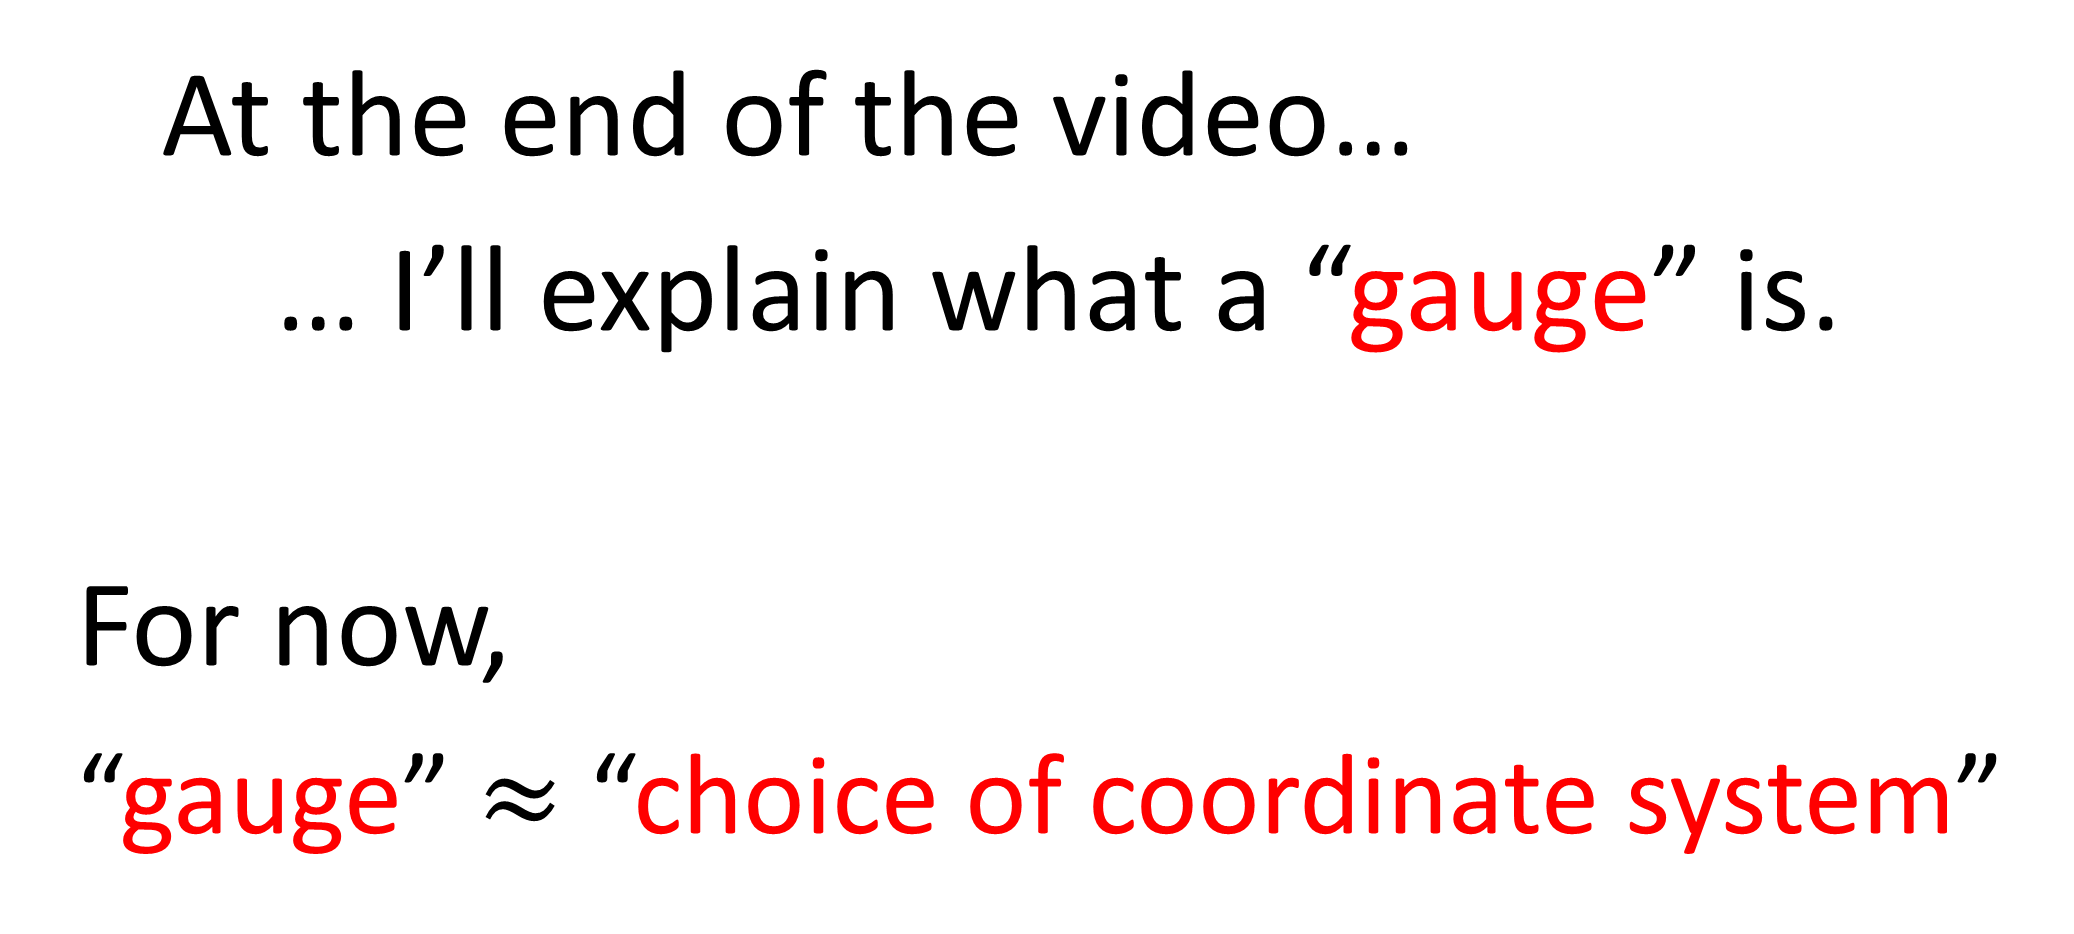 At the end of the video…
… I’ll explain what a “gauge” is.
For now,
“gauge” ≈ “choice of coordinate system”